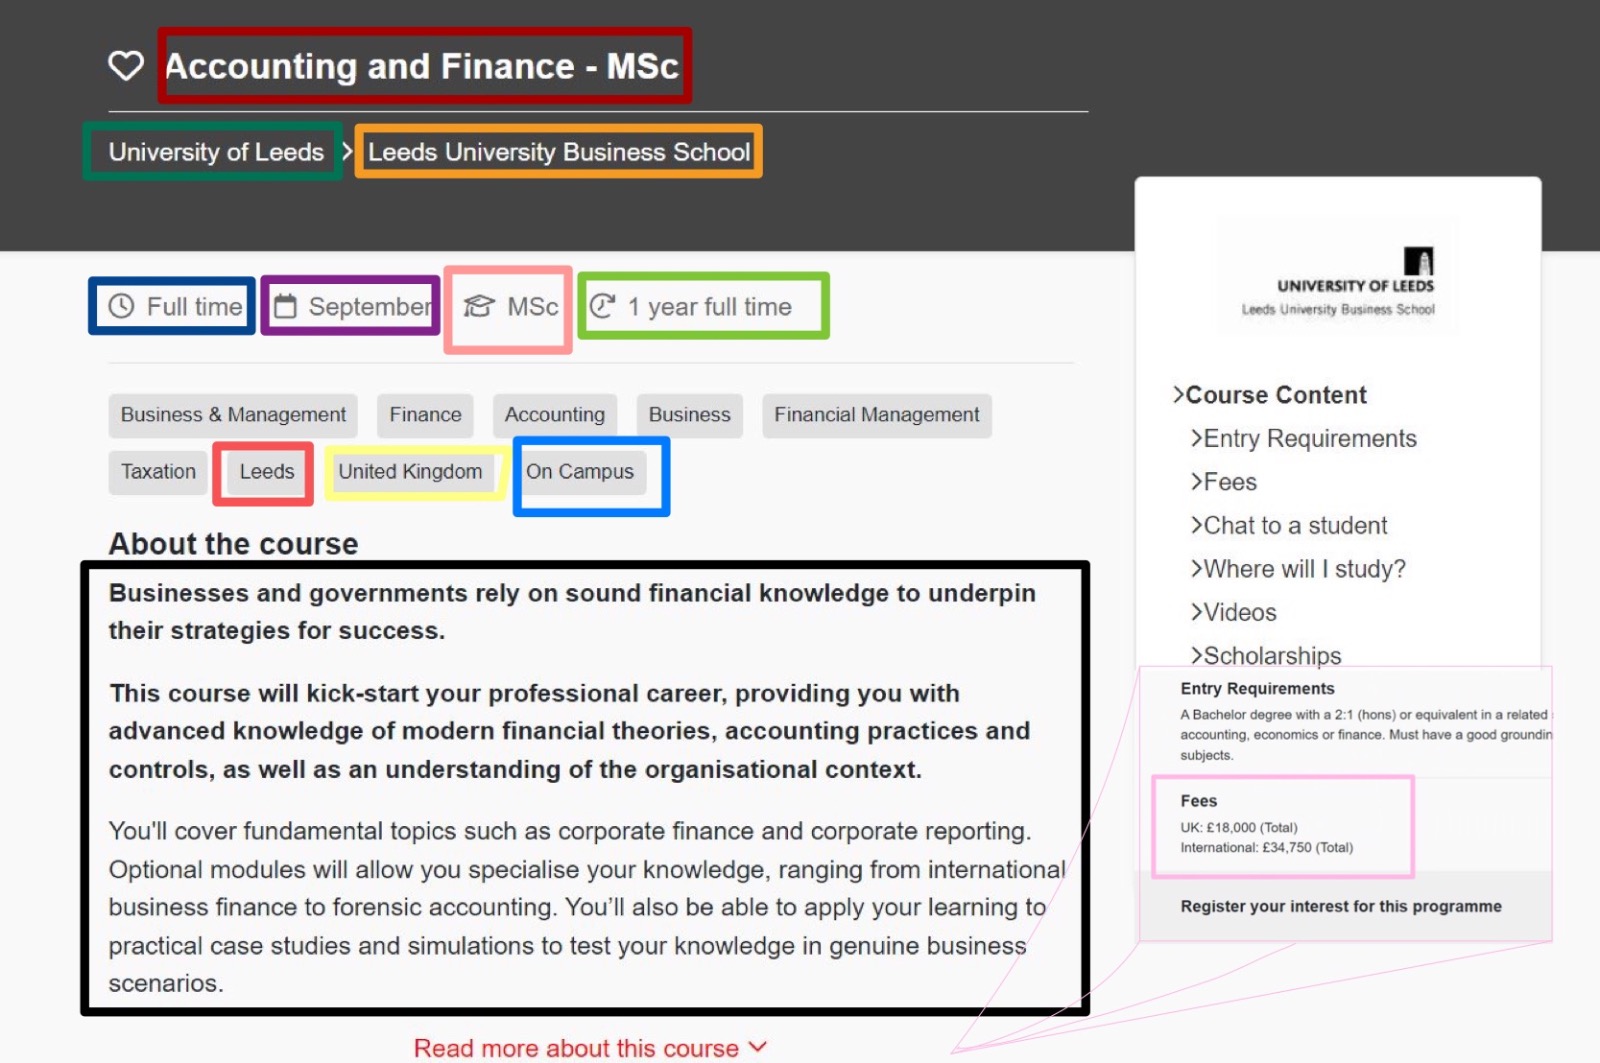 Accounting and Finance - MSc
University of Leeds
Leeds University Business School
Full time
September
MSc
1 year full time
Business & Management
Finance
Accounting
Business
Financial Management
Taxation
Leeds
United Kingdom
On Campus
About the course
Businesses and governments rely on sound financial knowledge to underpin
their strategies for success.
This course will kick-start your professional career, providing you with
advanced knowledge of modern financial theories, accounting practices and
controls, as well as an understanding of the organisational context.
You'll cover fundamental topics such as corporate finance and corporate reporting.
Optional modules will allow you specialise your knowledge, ranging from international
business finance to forensic accounting. You’ll also be able to apply your learning to
practical case studies and simulations to test your knowledge in genuine business
scenarios.
Read more about this course
UNIVERSITY OF LEEDS
Leeds University Business School
Course Content
Entry Requirements
Fees
Chat to a student
Where will I study?
Videos
Scholarships
Entry Requirements
A Bachelor degree with a 2:1 (hons) or equivalent in a related
accounting, economics or finance. Must have a good groundin
subjects.
Fees
UK: £18,000 (Total)
International: £34,750 (Total)
Register your interest for this programme